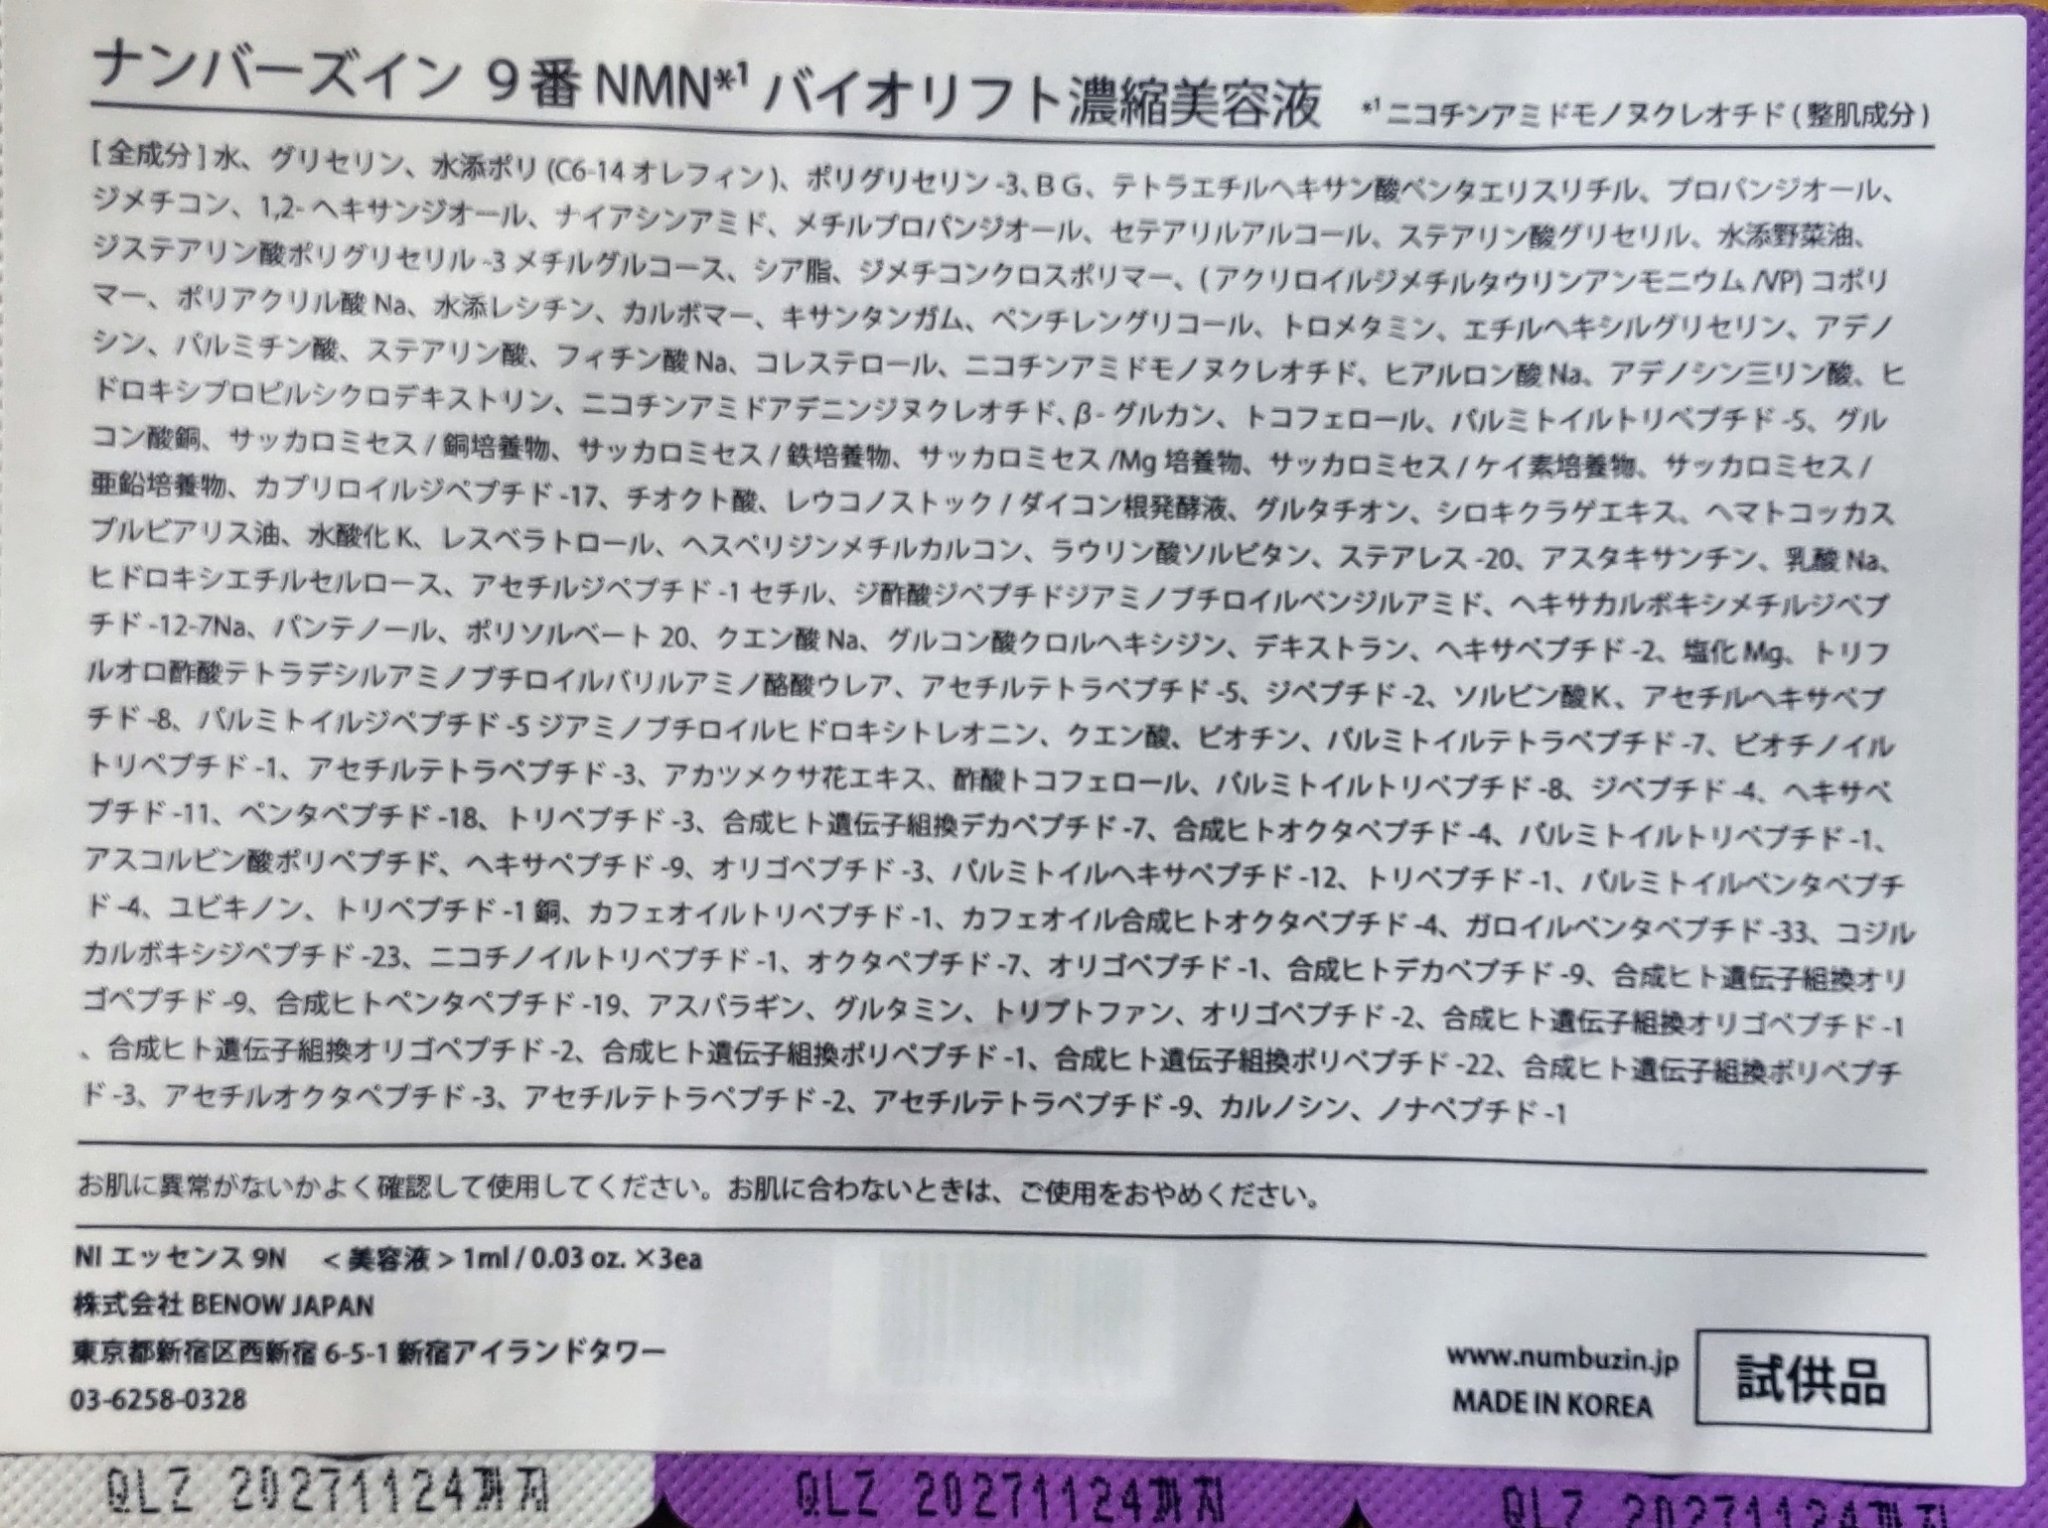 ナンバーズイン 9番 NMN*¹ バイオリフト濃縮美容液 *¹ ニコチンアミドモノヌクレオチド ( 整肌成分 )
[ 全成分 ] 水、グリセリン、水添ポリ (C6-14 オレフィン )、ポリグリセリン -3、BG、テトラエチルヘキサン酸ペンタエリスリチル、プロパンジオール、
ジメチコン、1,2- ヘキサンジオール、ナイアシンアミド、メチルプロパンジオール、セテアリルアルコール、ステアリン酸グリセリル、水添野菜油、
ジステアリン酸ポリグリセリル -3 メチルグルコース、シア脂、ジメチコンクロスポリマー、( アクリロイルジメチルタウリンアンモニウム /VP) コポリ
マー、ポリアクリル酸 Na、水添レシチン、カルボマー、キサンタンガム、ペンチレングリコール、トロメタミン、エチルヘキシルグリセリン、アデノ
シン、パルミチン酸、ステアリン酸、フィチン酸 Na、コレステロール、ニコチンアミドモノヌクレオチド、ヒアルロン酸 Na、アデノシン三リン酸、ヒ
ドロキシプロピルシクロデキストリン、ニコチンアミドアデニンジヌクレオチド、β- グルカン、トコフェロール、パルミトイルトリペプチド -5、グル
コン酸銅、サッカロミセス / 銅培養物、サッカロミセス / 鉄培養物、サッカロミセス /Mg 培養物、サッカロミセス / ケイ素培養物、サッカロミセス /
亜鉛培養物、カプリロイルジペプチド -17、チオクト酸、レウコノストック / ダイコン根発酵液、グルタチオン、シロキクラゲエキス、ヘマトコッカス
プルビアリス油、水酸化 K、レスベラトロール、ヘスペリジンメチルカルコン、ラウリン酸ソルビタン、ステアレス -20、アスタキサンチン、乳酸 Na、
ヒドロキシエチルセルロース、アセチルジペプチド -1 セチル、ジ酢酸ジペプチドジアミノブチロイルベンジルアミド、ヘキサカルボキシメチルジペプ
チド -12-7Na、パンテノール、ポリソルベート 20、クエン酸 Na、グルコン酸クロルヘキシジン、デキストラン、ヘキサペプチド -2、塩化 Mg、トリフ
ルオロ酢酸テトラデシルアミノブチロイルバリルアミノ酪酸ウレア、アセチルテトラペプチド -5、ジペプチド -2、ソルビン酸 K、アセチルヘキサペプ
チド -8、パルミトイルジペプチド -5 ジアミノブチロイルヒドロキシトレオニン、クエン酸、ビオチン、パルミトイルテトラペプチド -7、ビオチノイル
トリペプチド -1、アセチルテトラペプチド -3、アカツメクサ花エキス、酢酸トコフェロール、パルミトイルトリペプチド -8、ジペプチド -4、ヘキサペ
プチド -11、ペンタペプチド -18、トリペプチド -3、合成ヒト遺伝子組換デカペプチド -7、合成ヒトオクタペプチド -4、パルミトイルトリペプチド -1、
アスコルビン酸ポリペプチド、ヘキサペプチド -9、オリゴペプチド -3、パルミトイルヘキサペプチド -12、トリペプチド -1、パルミトイルペンタペプチ
ド -4、ユビキノン、トリペプチド -1 銅、カフェオイルトリペプチド -1、カフェオイル合成ヒトオクタペプチド -4、ガロイルペンタペプチド -33、コジル
カルボキシジペプチド -23、ニコチノイルトリペプチド -1、オクタペプチド -7、オリゴペプチド -1、合成ヒトデカペプチド -9、合成ヒト遺伝子組換オリ
ゴペプチド -9、合成ヒトペンタペプチド -19、アスパラギン、グルタミン、トリプトファン、オリゴペプチド -2、合成ヒト遺伝子組換オリゴペプチド -1
、合成ヒト遺伝子組換オリゴペプチド -2、合成ヒト遺伝子組換ポリペプチド -1、合成ヒト遺伝子組換ポリペプチド -22、合成ヒト遺伝子組換ポリペプチ
ド -3、アセチルオクタペプチド -3、アセチルテトラペプチド -2、アセチルテトラペプチド -9、カルノシン、ノナペプチド -1
お肌に異常がないかよく確認して使用してください。お肌に合わないときは、ご使用をおやめください。
NI エッセンス 9N < 美容液 > 1ml / 0.03 oz. ×3ea
株式会社 BENOW JAPAN
東京都新宿区西新宿 6-5-1 新宿アイランドタワー
03-6258-0328
www.numbuzin.jp
MADE IN KOREA
試供品
QLZ 20271124까지
QLZ 20271124까지
QLZ 20271124까지